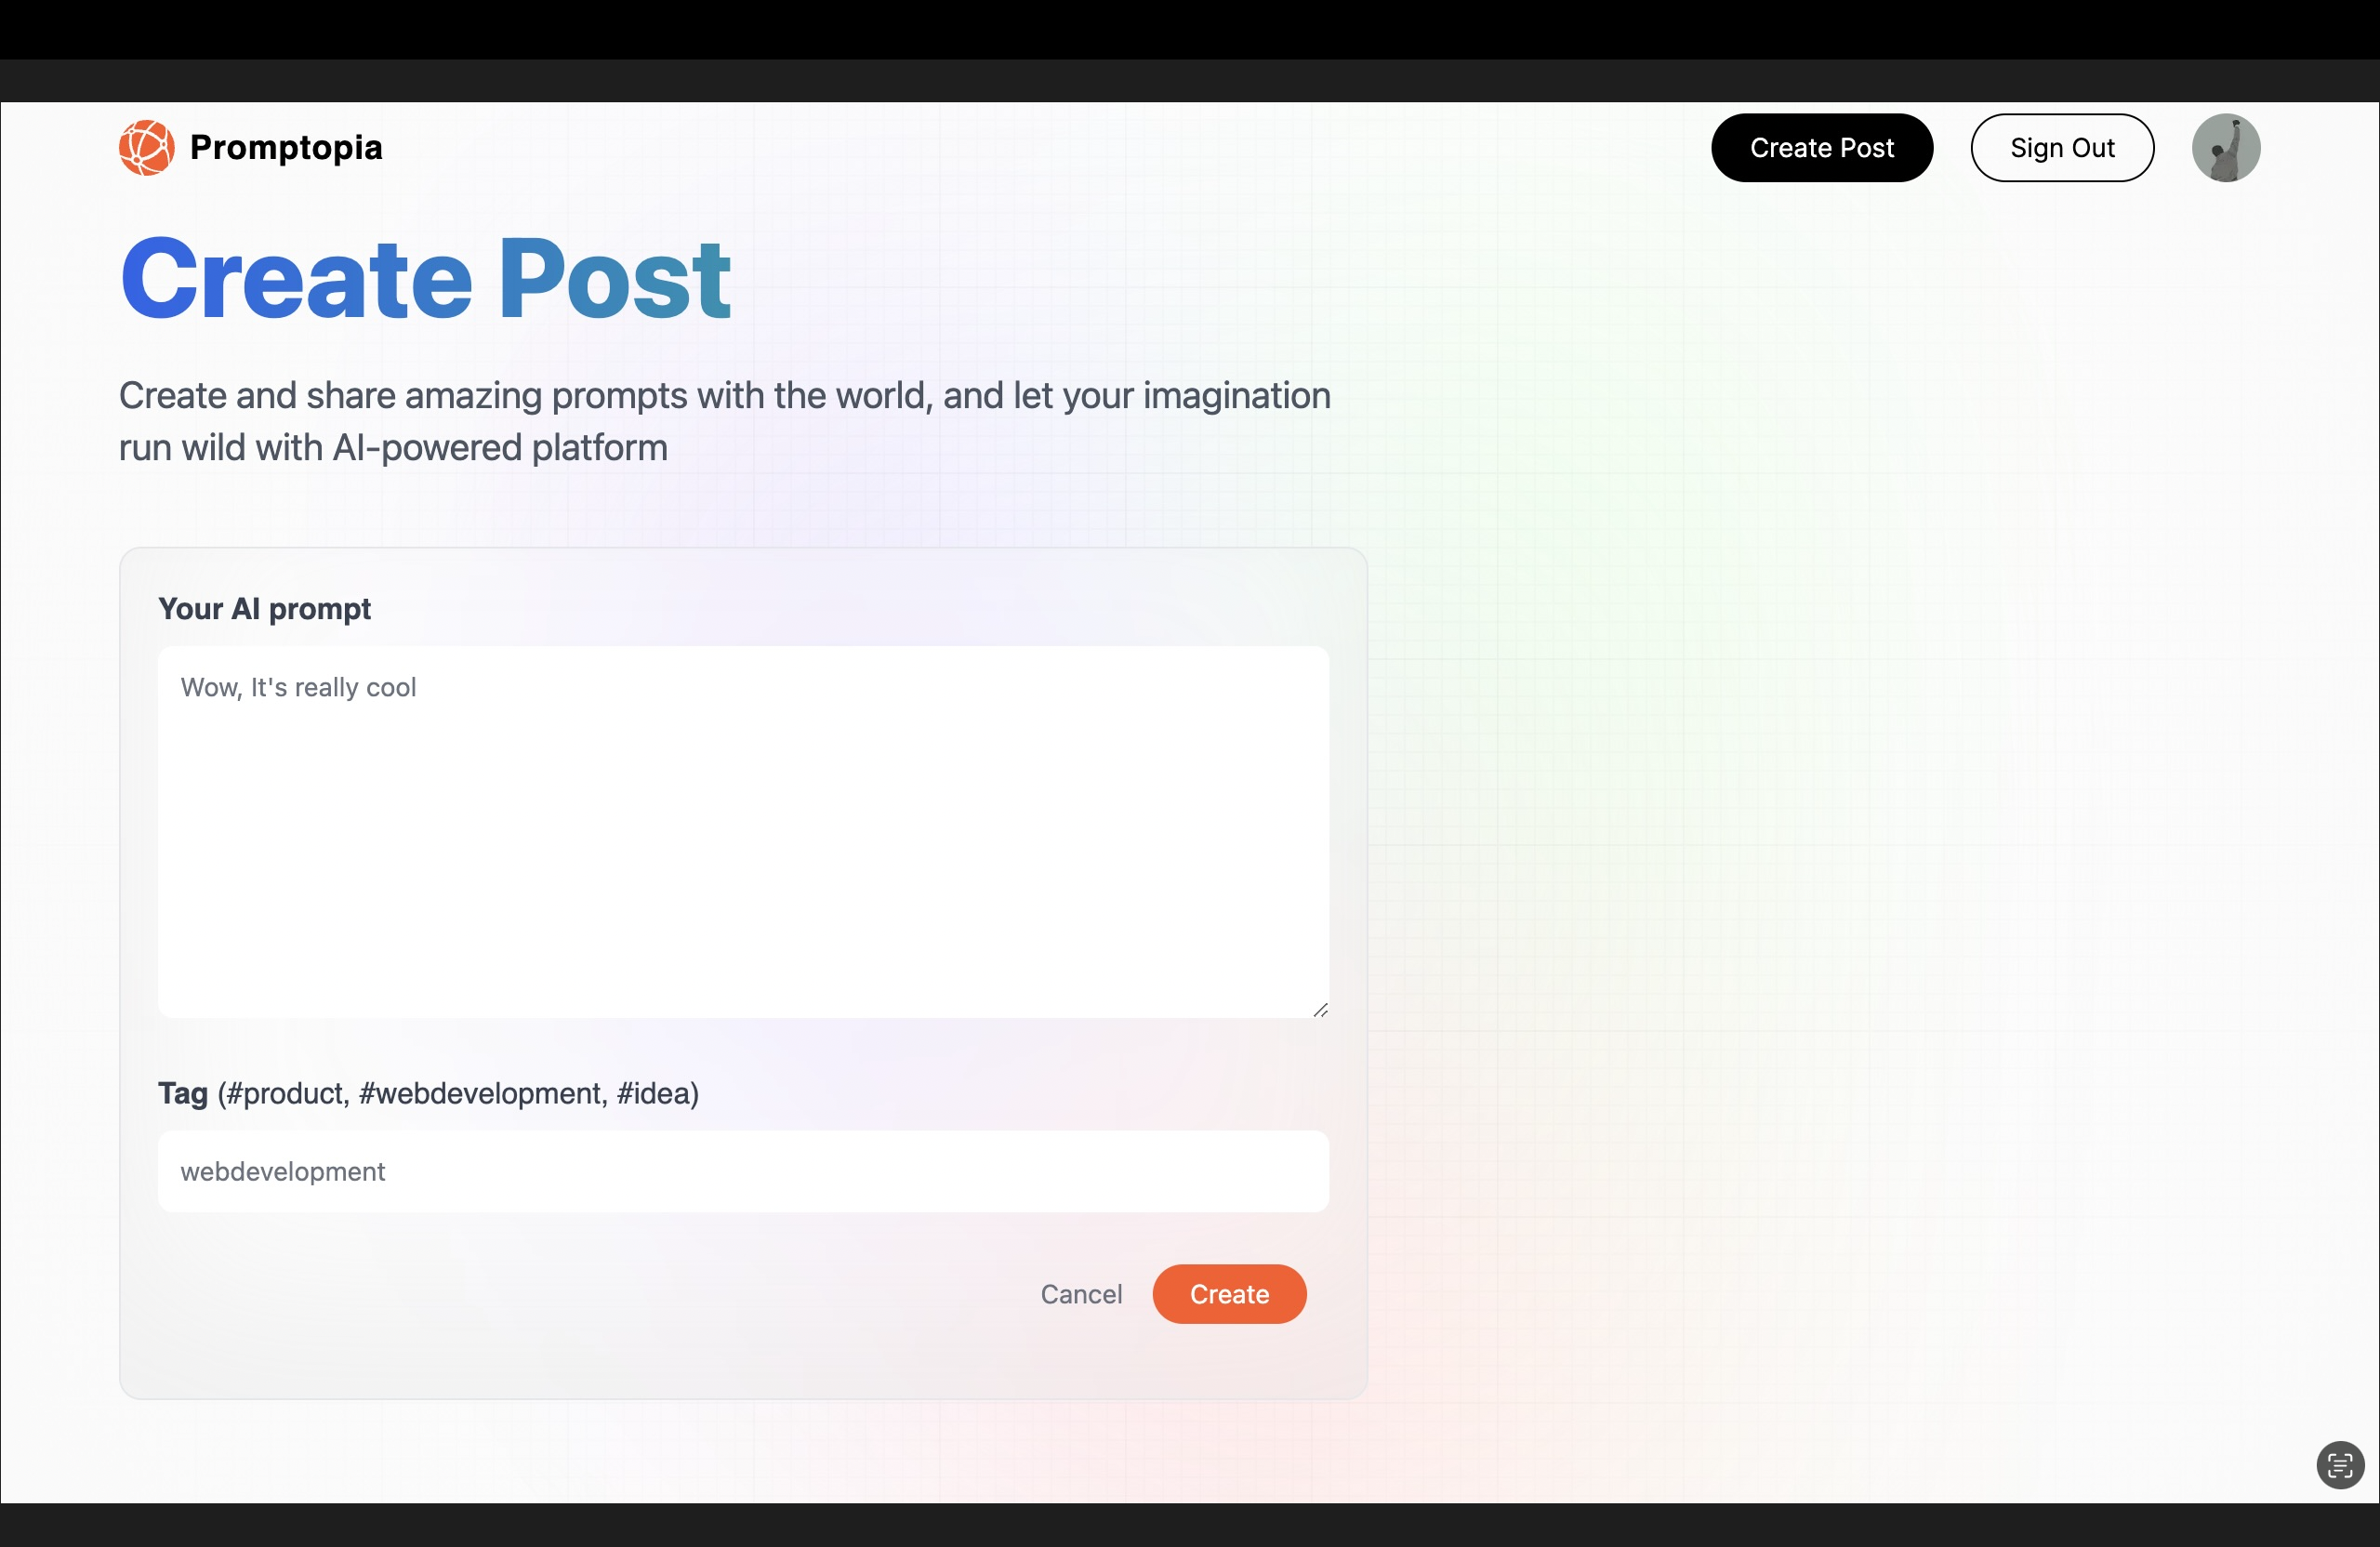 Promptopia
Create Post
Sign Out
Create Post
Create and share amazing prompts with the world, and let your imagination
run wild with AI-powered platform
Your AI prompt
Wow, It's really cool
Tag (#product, #webdevelopment, #idea)
webdevelopment
Cancel
Create